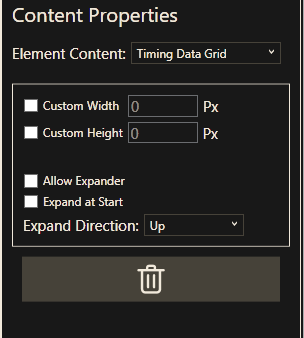 Content Properties
Element Content: Timing Data Grid
Custom Width 0 Px
Custom Height 0 Px
Allow Expander
Expand at Start
Expand Direction: Up